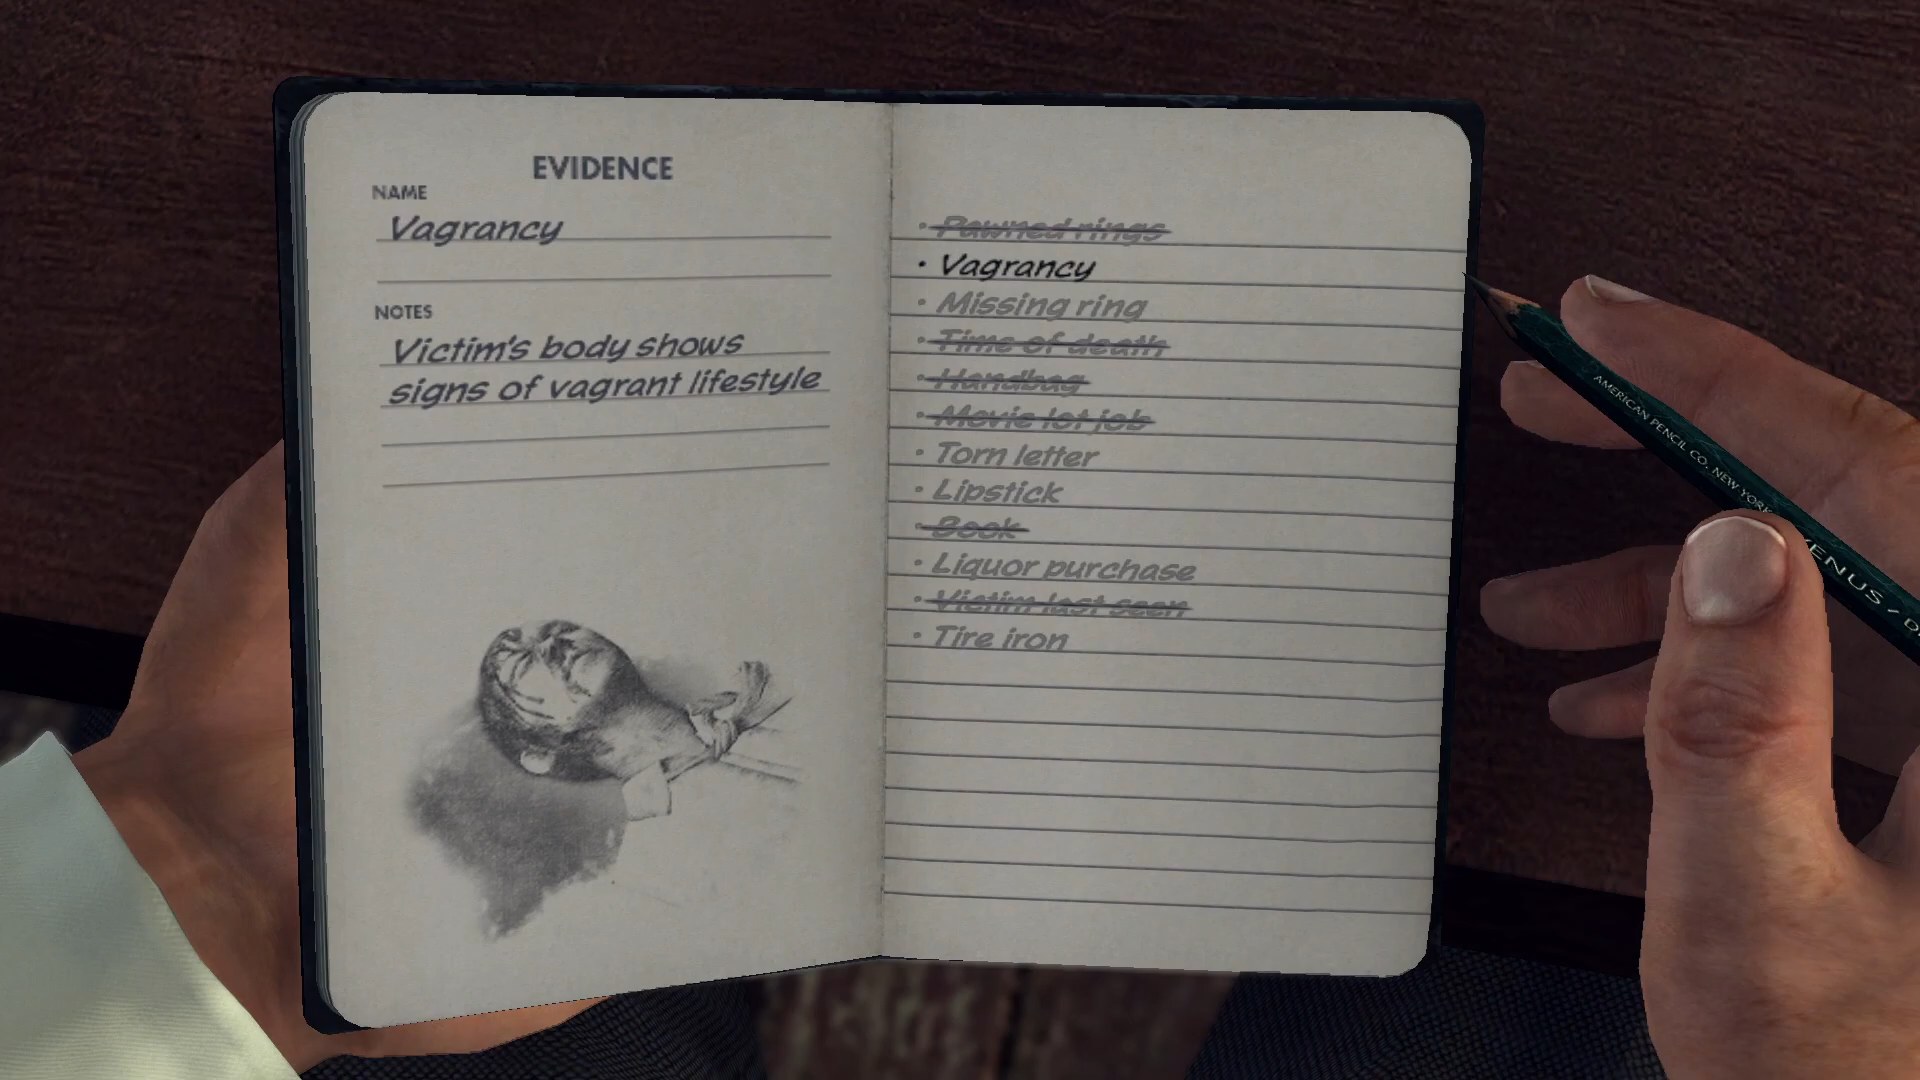 EVIDENCE
NAME
Vagrancy
NOTES
Victim's body shows
signs of vagrant lifestyle
• Pawned rings
• Vagrancy
• Missing ring
• Time of death
• Handbag
• Movie lot job
• Torn letter
• Lipstick
• Book
• Liquor purchase
• Victim last seen
• Tire iron
AMERICAN PENCIL CO. NEW YORK
VENUS